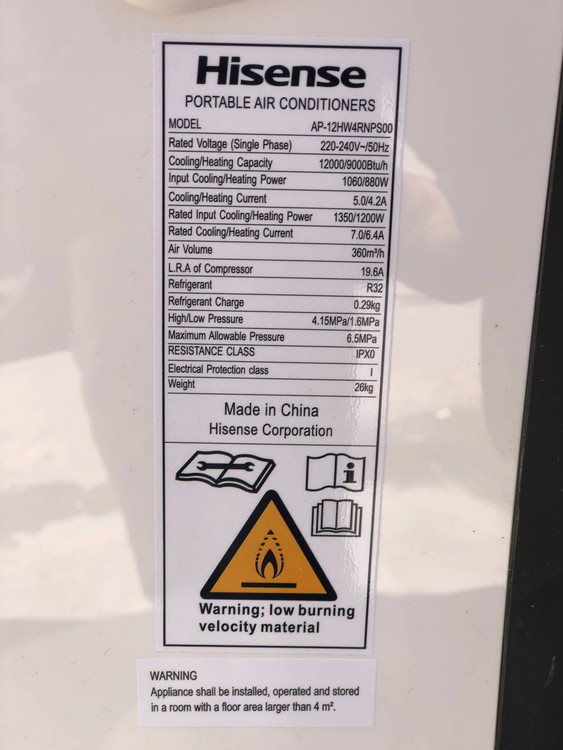 Hisense
PORTABLE AIR CONDITIONERS
MODEL AP-12HW4RNPS00
Rated Voltage (Single Phase) 220-240V~/50Hz
Cooling/Heating Capacity 12000/9000Btu/h
Input Cooling/Heating Power 1060/880W
Cooling/Heating Current 5.0/4.2A
Rated Input Cooling/Heating Power 1350/1200W
Rated Cooling/Heating Current 7.0/6.4A
Air Volume 360m³/h
L.R.A of Compressor 19.6A
Refrigerant R32
Refrigerant Charge 0.29kg
High/Low Pressure 4.15MPa/1.6MPa
Maximum Allowable Pressure 6.5MPa
RESISTANCE CLASS IPX0
Electrical Protection class I
Weight 26kg
Made in China
Hisense Corporation
i
Warning; low burning
velocity material
WARNING
Appliance shall be installed, operated and stored
in a room with a floor area larger than 4 m².